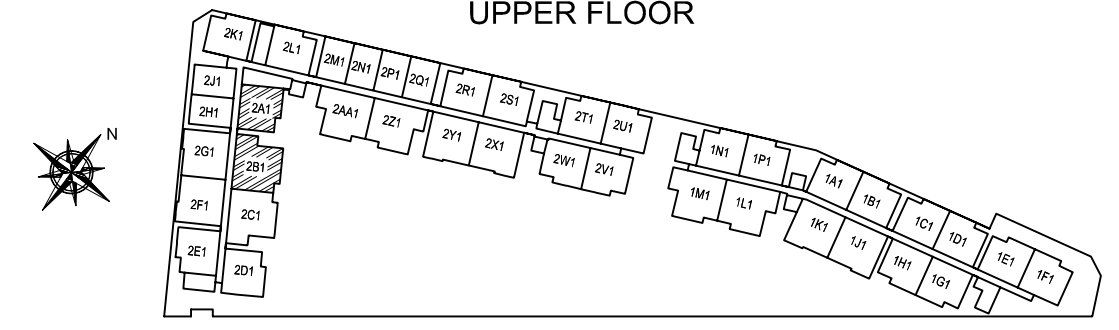 UPPER FLOOR
2K1
2L1
2M1
2N1
2P1
2Q1
2R1
2S1
2T1
2U1
2J1
2H1
2A1
2AA1
2Z1
2Y1
2X1
2W1
2V1
N
2G1
2B1
2F1
2C1
2E1
2D1
1N1
1P1
1M1
1L1
1A1
1B1
1C1
1D1
1E1
1F1
1K1
1J1
1H1
1G1